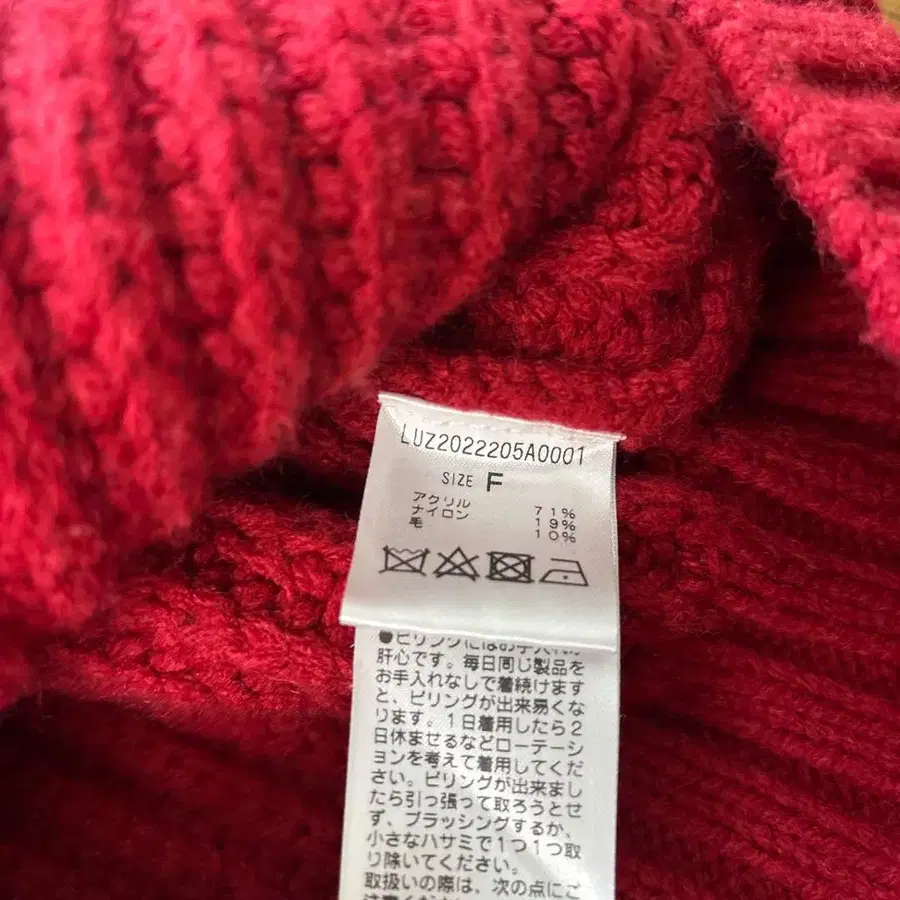 LUZ2022205A0001
SIZE F
アクリル 71%
ナイロン 19%
毛 10%
●ピリングにはお手入れが
肝心です。毎日同じ製品を
お手入れなしで着続けます
と、ピリングが出来易くな
ります。1日着用したら2
日休ませるなどローテーシ
ョンを考えて着用してくだ
さい。ピリングが出来まし
たら引っ張って取ろうとせ
ず、ブラッシングするか、
小さなハサミで1つ1つ取
り除いてください。
取扱いの際は、次の点にご
注意ください